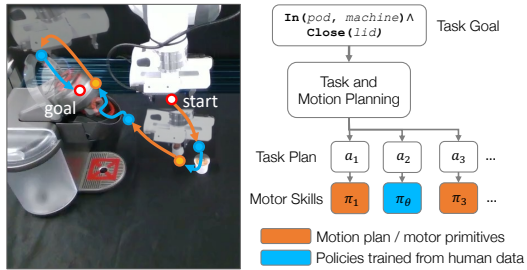 goal
start
In(pod, machine)∧
Close(lid)
Task Goal
Task and
Motion Planning
Task Plan
a₁
a₂
a₃
...
Motor Skills
π₁
πθ
π₃
...
Motion plan / motor primitives
Policies trained from human data